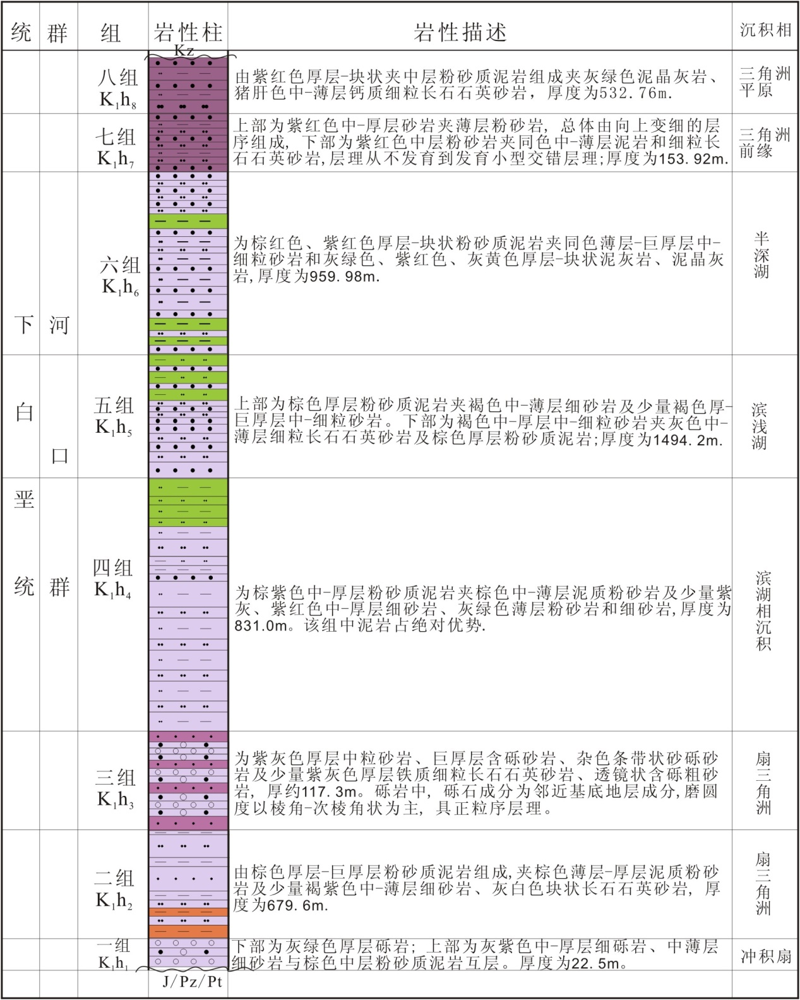 统 群 组 岩性柱 岩性描述 沉积相
Kz
八组
K₁h₈
由紫红色厚层-块状夹中层粉砂质泥岩组成夹灰绿色泥晶灰岩、
猪肝色中-薄层钙质细粒长石石英砂岩，厚度为532.76m.
三角洲
平原
七组
K₁h₇
上部为紫红色中-厚层砂岩夹薄层粉砂岩, 总体由向上变细的层
序组成, 下部为紫红色中层粉砂岩夹同色中-薄层泥岩和细粒长
石石英砂岩,层理从不发育到发育小型交错层理;厚度为153.92m.
三角洲
前缘
六组
K₁h₆
为棕红色、紫红色厚层-块状粉砂质泥岩夹同色薄层-巨厚层中-
细粒砂岩和灰绿色、紫红色、灰黄色厚层-块状泥灰岩、泥晶灰
岩,厚度为959.98m.
半深湖
下白垩统
河口群
五组
K₁h₅
上部为棕色厚层粉砂质泥岩夹褐色中-薄层细砂岩及少量褐色厚-
巨厚层中-细粒砂岩。下部为褐色中-厚层中-细粒砂岩夹灰色中-
薄层细粒长石石英砂岩及棕色厚层粉砂质泥岩;厚度为1494.2m.
滨浅湖
四组
K₁h₄
为棕紫色中-厚层粉砂质泥岩夹棕色中-薄层泥质粉砂岩及少量紫
灰、紫红色中-厚层细砂岩、灰绿色薄层粉砂岩和细砂岩,厚度为
831.0m。该组中泥岩占绝对优势.
滨湖相沉积
三组
K₁h₃
为紫灰色厚层中粒砂岩、巨厚层含砾砂岩、杂色条带状砂砾砂
岩及少量紫灰色厚层铁质细粒长石石英砂岩、透镜状含砾粗砂
岩, 厚约117.3m。砾岩中, 砾石成分为邻近基底地层成分,磨圆
度以棱角-次棱角状为主, 具正粒序层理。
扇三角洲
二组
K₁h₂
由棕色厚层-巨厚层粉砂质泥岩组成,夹棕色薄层-厚层泥质粉砂
岩及少量褐紫色中-薄层细砂岩、灰白色块状长石石英砂岩, 厚
度为679.6m.
扇三角洲
一组
K₁h₁
下部为灰绿色厚层砾岩; 上部为灰紫色中-厚层细砾岩、中薄层
细砂岩与棕色中层粉砂质泥岩互层。厚度为22.5m。
冲积扇
J/Pz/Pt